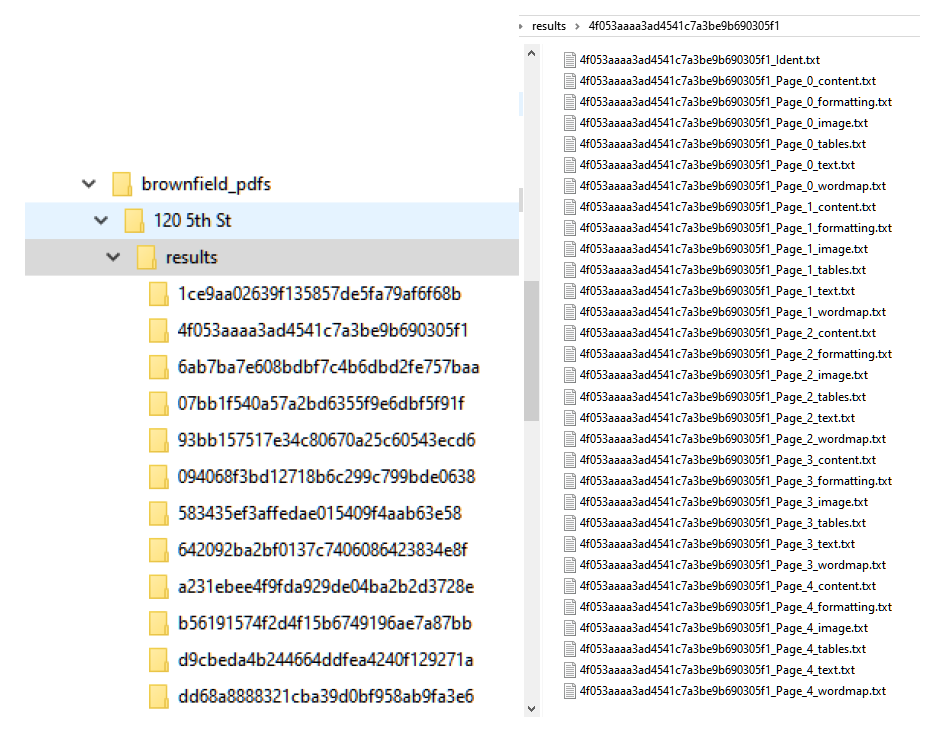 brownfield_pdfs
120 5th St
results
1ce9aa02639f135857de5fa79af6f68b
4f053aaaa3ad4541c7a3be9b690305f1
6ab7ba7e608bdbf7c4b6dbd2fe757baa
07bb1f540a57a2bd6355f9e6dbf5f91f
93bb157517e34c80670a25c60543ecd6
094068f3bd12718b6c299c799bde0638
583435ef3affedae015409f4aab63e58
642092ba2bf0137c7406086423834e8f
a231ebee4f9fda929de04ba2b2d3728e
b56191574f2d4f15b6749196ae7a87bb
d9cbeda4b244664ddfea4240f129271a
dd68a8888321cba39d0bf958ab9fa3e6
results > 4f053aaaa3ad4541c7a3be9b690305f1
4f053aaaa3ad4541c7a3be9b690305f1_Ident.txt
4f053aaaa3ad4541c7a3be9b690305f1_Page_0_content.txt
4f053aaaa3ad4541c7a3be9b690305f1_Page_0_formatting.txt
4f053aaaa3ad4541c7a3be9b690305f1_Page_0_image.txt
4f053aaaa3ad4541c7a3be9b690305f1_Page_0_tables.txt
4f053aaaa3ad4541c7a3be9b690305f1_Page_0_text.txt
4f053aaaa3ad4541c7a3be9b690305f1_Page_0_wordmap.txt
4f053aaaa3ad4541c7a3be9b690305f1_Page_1_content.txt
4f053aaaa3ad4541c7a3be9b690305f1_Page_1_formatting.txt
4f053aaaa3ad4541c7a3be9b690305f1_Page_1_image.txt
4f053aaaa3ad4541c7a3be9b690305f1_Page_1_tables.txt
4f053aaaa3ad4541c7a3be9b690305f1_Page_1_text.txt
4f053aaaa3ad4541c7a3be9b690305f1_Page_1_wordmap.txt
4f053aaaa3ad4541c7a3be9b690305f1_Page_2_content.txt
4f053aaaa3ad4541c7a3be9b690305f1_Page_2_formatting.txt
4f053aaaa3ad4541c7a3be9b690305f1_Page_2_image.txt
4f053aaaa3ad4541c7a3be9b690305f1_Page_2_tables.txt
4f053aaaa3ad4541c7a3be9b690305f1_Page_2_text.txt
4f053aaaa3ad4541c7a3be9b690305f1_Page_2_wordmap.txt
4f053aaaa3ad4541c7a3be9b690305f1_Page_3_content.txt
4f053aaaa3ad4541c7a3be9b690305f1_Page_3_formatting.txt
4f053aaaa3ad4541c7a3be9b690305f1_Page_3_image.txt
4f053aaaa3ad4541c7a3be9b690305f1_Page_3_tables.txt
4f053aaaa3ad4541c7a3be9b690305f1_Page_3_text.txt
4f053aaaa3ad4541c7a3be9b690305f1_Page_3_wordmap.txt
4f053aaaa3ad4541c7a3be9b690305f1_Page_4_content.txt
4f053aaaa3ad4541c7a3be9b690305f1_Page_4_formatting.txt
4f053aaaa3ad4541c7a3be9b690305f1_Page_4_image.txt
4f053aaaa3ad4541c7a3be9b690305f1_Page_4_tables.txt
4f053aaaa3ad4541c7a3be9b690305f1_Page_4_text.txt
4f053aaaa3ad4541c7a3be9b690305f1_Page_4_wordmap.txt